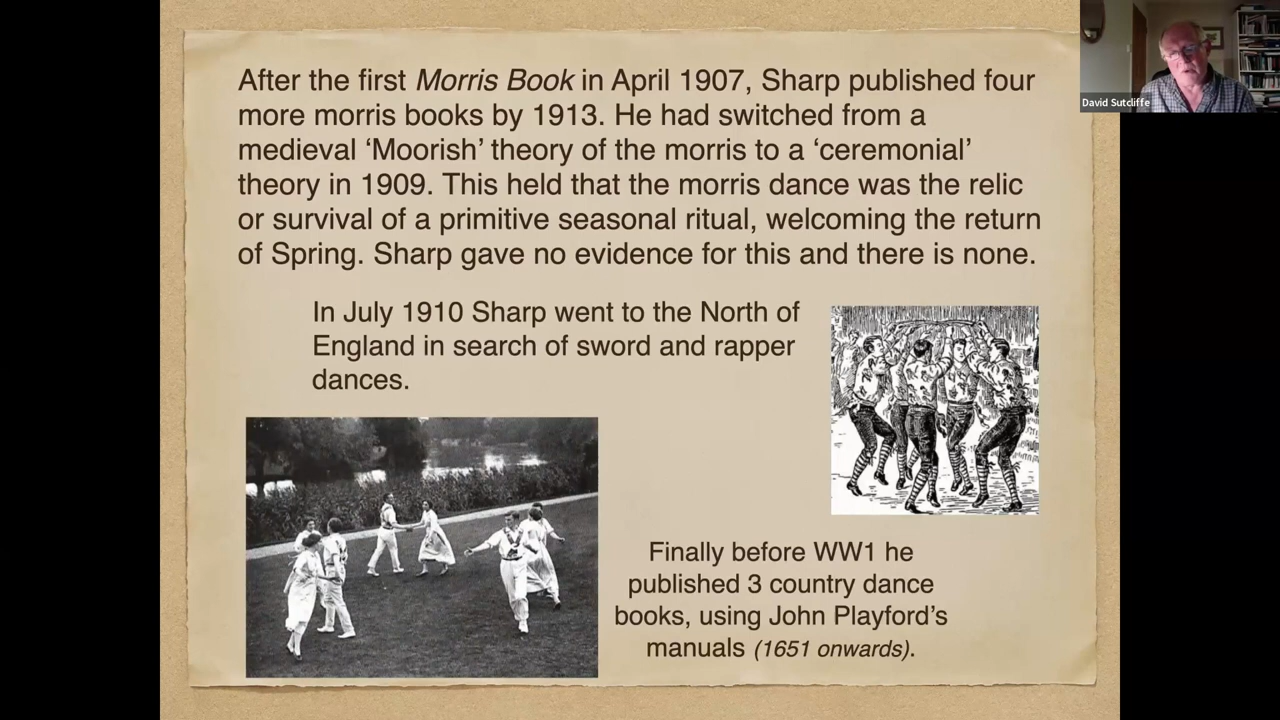 After the first Morris Book in April 1907, Sharp published four
more morris books by 1913. He had switched from a
medieval ‘Moorish’ theory of the morris to a ‘ceremonial’
theory in 1909. This held that the morris dance was the relic
or survival of a primitive seasonal ritual, welcoming the return
of Spring. Sharp gave no evidence for this and there is none.
In July 1910 Sharp went to the North of
England in search of sword and rapper
dances.
Finally before WW1 he
published 3 country dance
books, using John Playford’s
manuals (1651 onwards).
David Sutcliffe